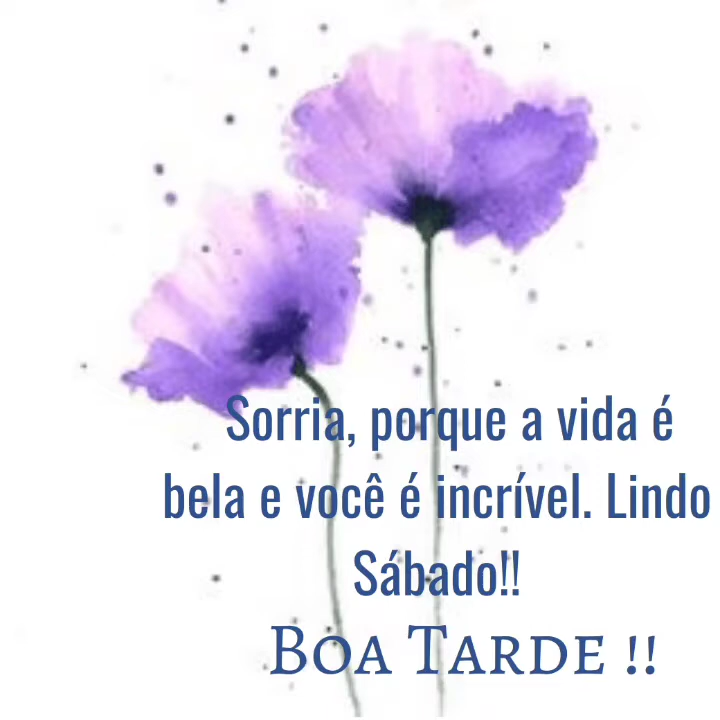 Sorria, porque a vida é
bela e você é incrível. Lindo
Sábado!!
Boa Tarde !!